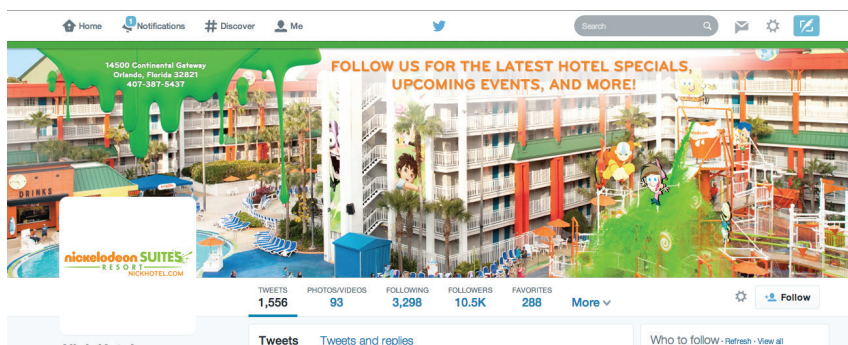 Home
1
Notifications
Discover
Me
Search
14500 Continental Gateway
Orlando, Florida 32821
407-387-5437
FOLLOW US FOR THE LATEST HOTEL SPECIALS,
UPCOMING EVENTS, AND MORE!
DRINKS
nickelodeon SUITES
RESORT
NICKHOTEL.COM
TWEETS PHOTOS/VIDEOS FOLLOWING FOLLOWERS FAVORITES
1,556 93 3,298 10.5K 288 More
Follow
Tweets Tweets and replies
Who to follow · Refresh · View all